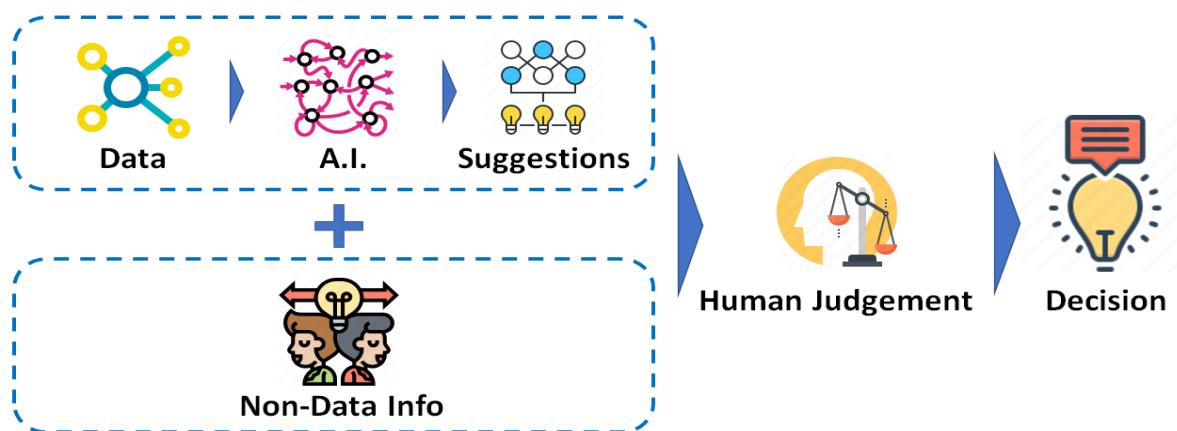 Data
A.I.
Suggestions
Non-Data Info
Human Judgement
Decision